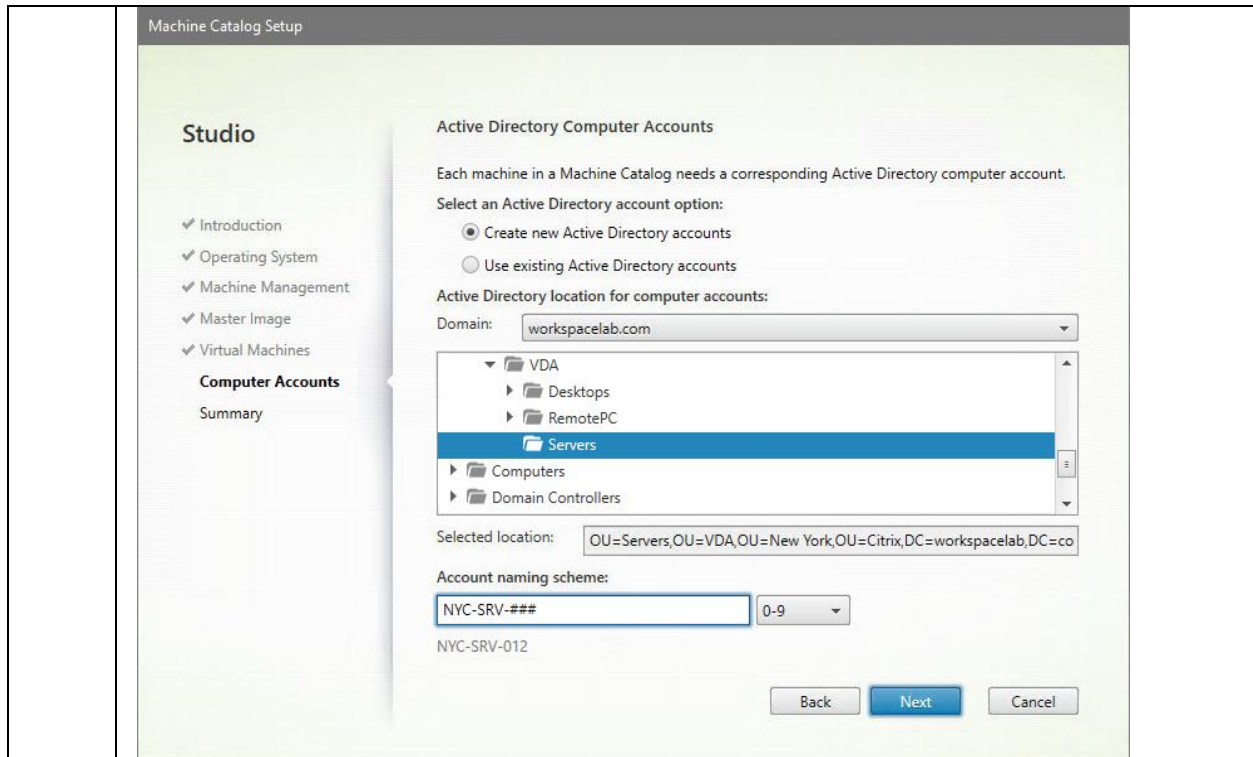 Machine Catalog Setup
Studio
Introduction
Operating System
Machine Management
Master Image
Virtual Machines
Computer Accounts
Summary
Active Directory Computer Accounts
Each machine in a Machine Catalog needs a corresponding Active Directory computer account.
Select an Active Directory account option:
Create new Active Directory accounts
Use existing Active Directory accounts
Active Directory location for computer accounts:
Domain: workspacelab.com
VDA
Desktops
RemotePC
Servers
Computers
Domain Controllers
Selected location: OU=Servers,OU=VDA,OU=New York,OU=Citrix,DC=workspacelab,DC=co
Account naming scheme:
NYC-SRV-### 0-9
NYC-SRV-012
Back Next Cancel